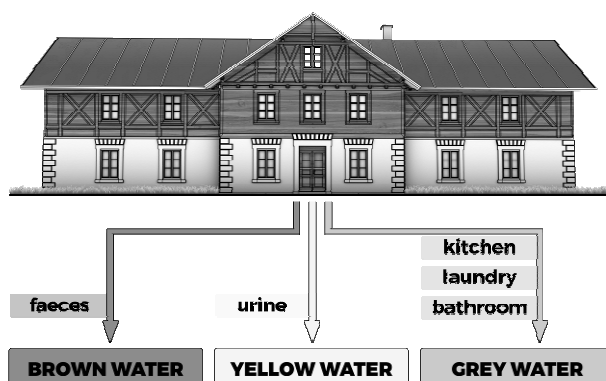 kitchen
laundry
faeces
urine
bathroom
BROWN WATER
YELLOW WATER
GREY WATER